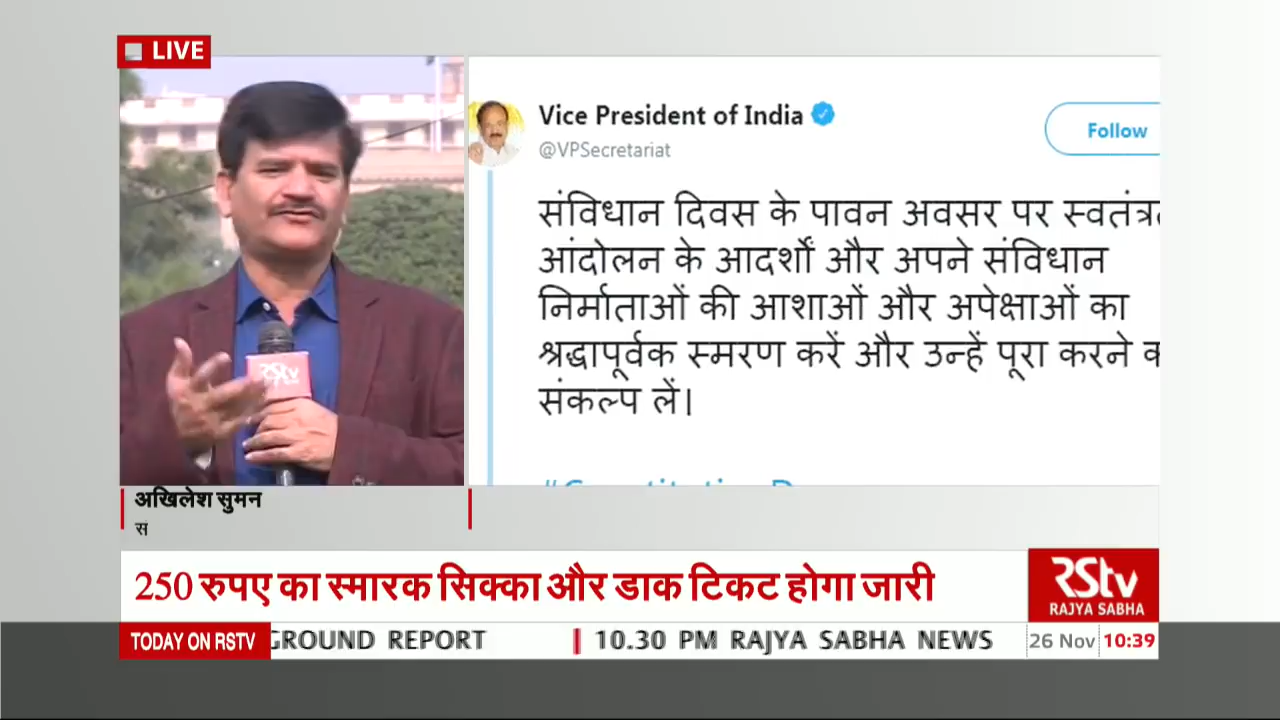 LIVE
Vice President of India
@VPSecretariat
Follow
संविधान दिवस के पावन अवसर पर
आंदोलन के आदर्शों और अपने संविधान
निर्माताओं की आशाओं और अपेक्षाओं का
श्रद्धापूर्वक स्मरण करें और उन्हें पूरा करने
संकल्प लें।
RStv
अखिलेश सुमन
स
250 रुपए का स्मारक सिक्का और डाक टिकट होगा जारी
RStv
RAJYA SABHA
TODAY ON RSTV
GROUND REPORT
10.30 PM RAJYA SABHA NEWS
26 Nov 10:39